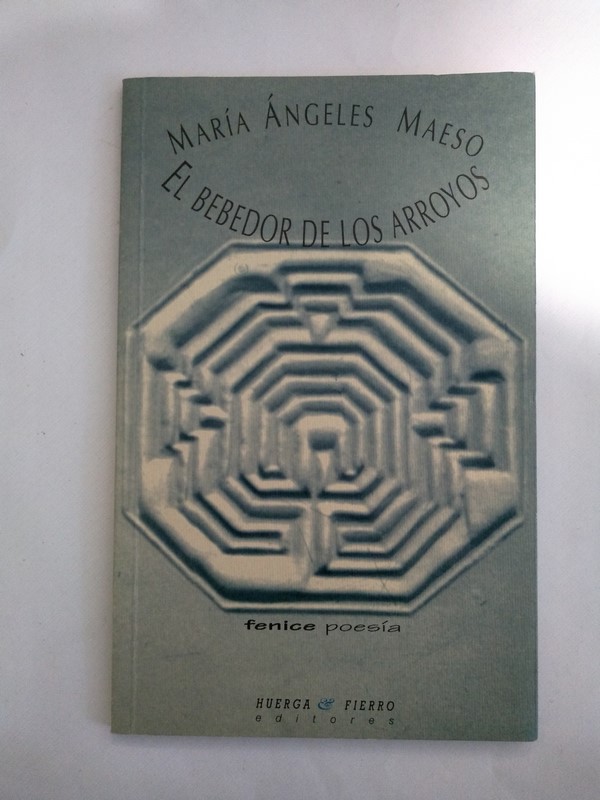 MARÍA ÁNGELES MAESO
EL BEBEDOR DE LOS ARROYOS
fenice poesía
HUERGA & FIERRO
editores